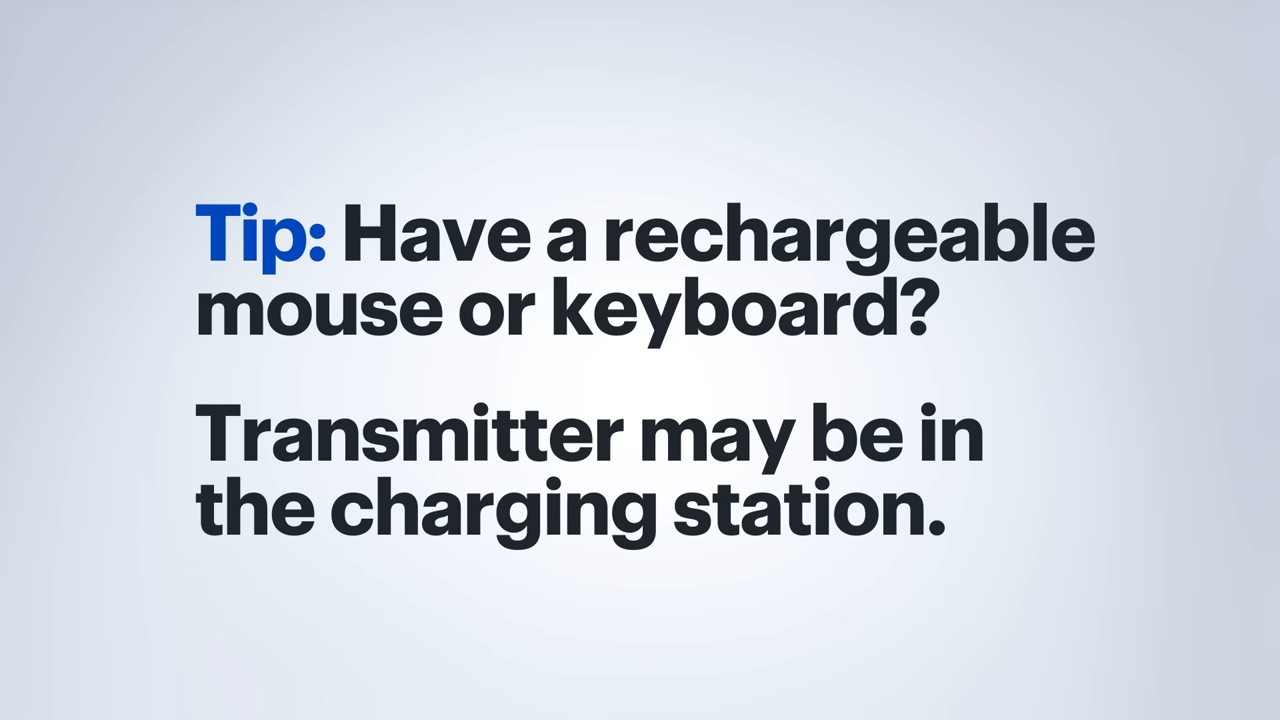 Tip: Have a rechargeable
mouse or keyboard?
Transmitter may be in
the charging station.